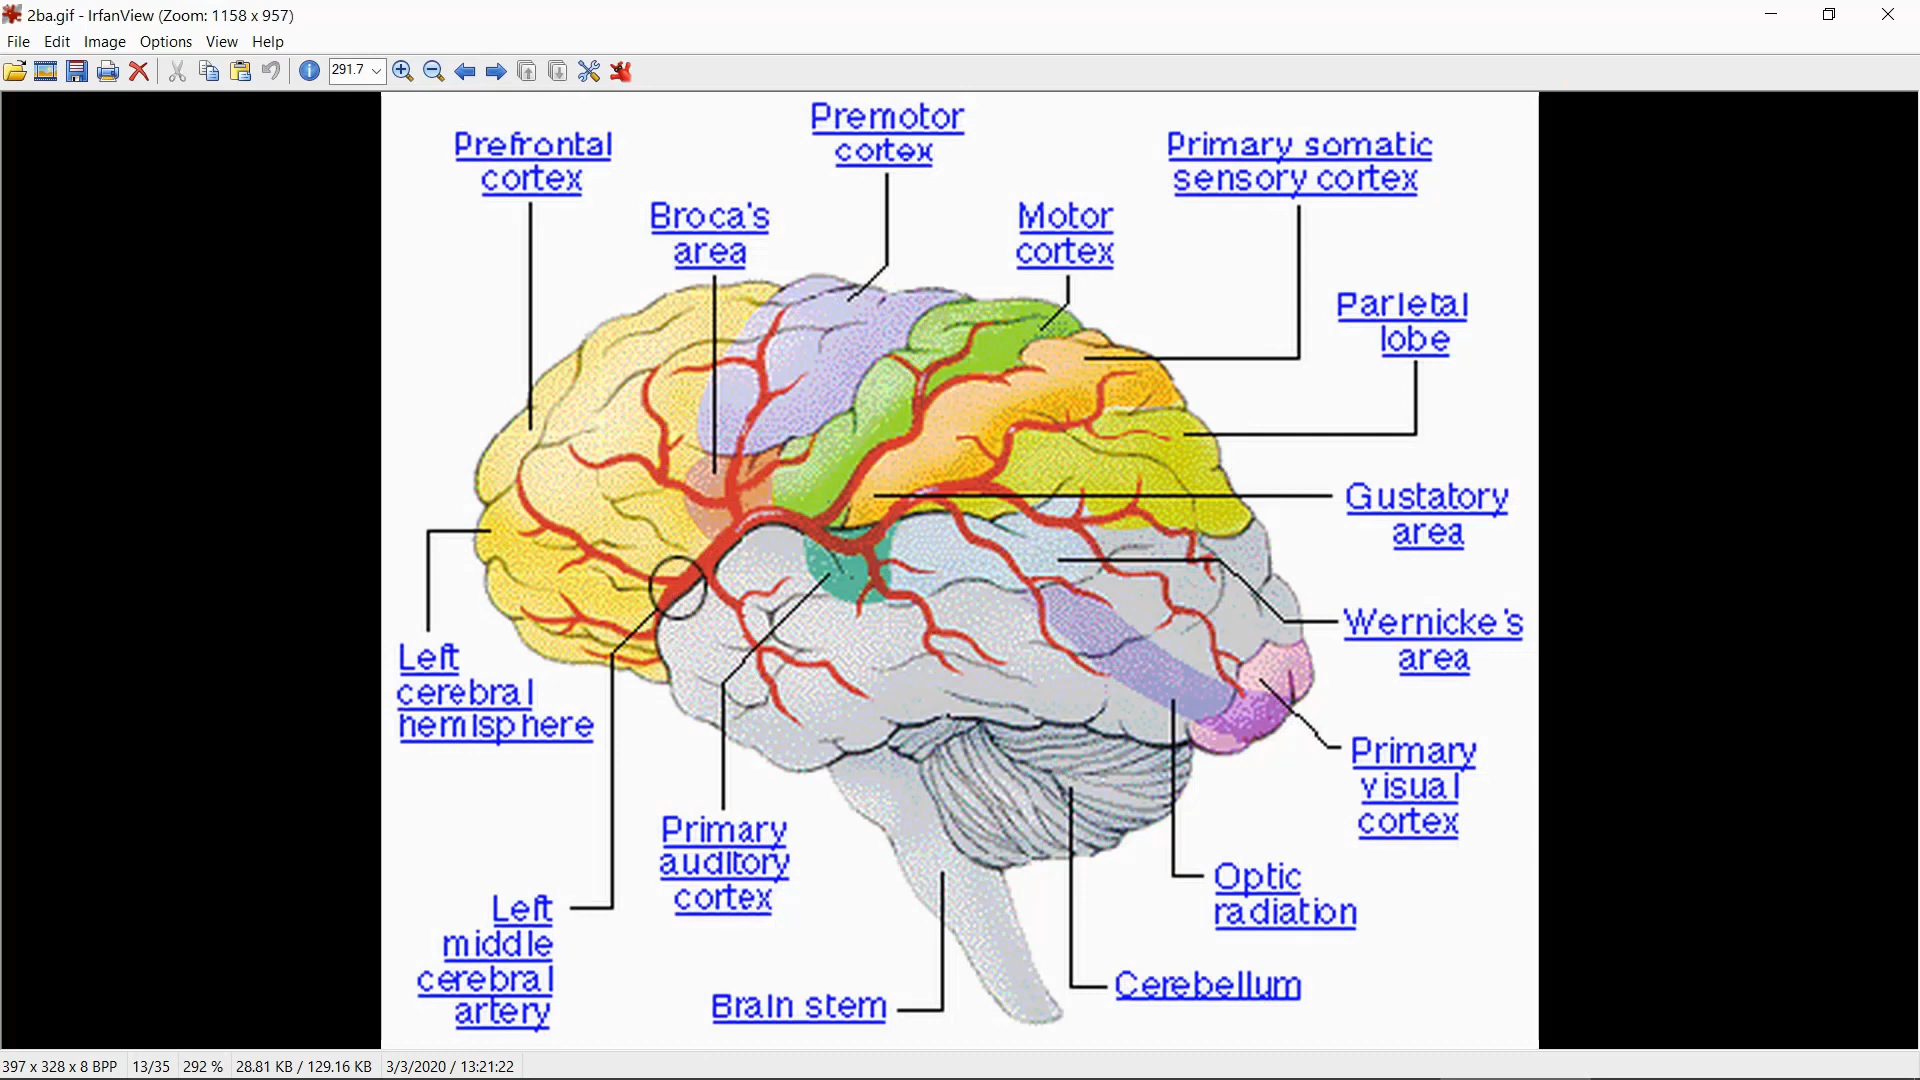 2ba.gif - IrfanView (Zoom: 1158 x 957)
File Edit Image Options View Help
291.7
Premotor
cortex
Prefrontal
cortex
Primary somatic
sensory cortex
Broca's
area
Motor
cortex
Parietal
lobe
Gustatory
area
Wernicke's
area
Left
cerebral
hemisphere
Primary
visual
cortex
Primary
auditory
cortex
Optic
radiation
Left
middle
cerebral
artery
Cerebellum
Brain stem
397 x 328 x 8 BPP 13/35 292 % 28.81 KB / 129.16 KB 3/3/2020 / 13:21:22